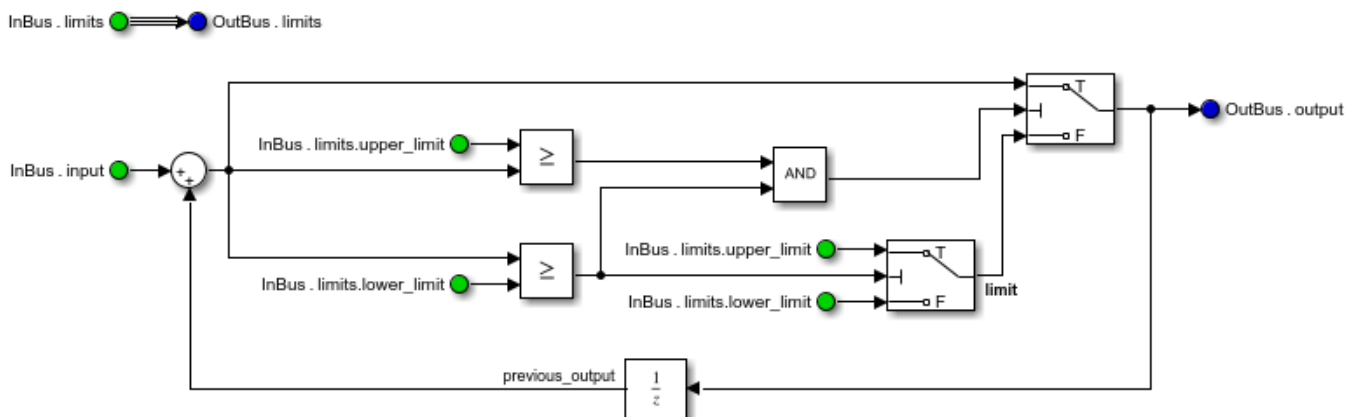 InBus . limits
OutBus . limits
T
F
OutBus . output
InBus . limits.upper_limit
≥
InBus . input
+
+
AND
InBus . limits.upper_limit
T
F
≥
InBus . limits.lower_limit
InBus . limits.lower_limit
limit
previous_output
1
z